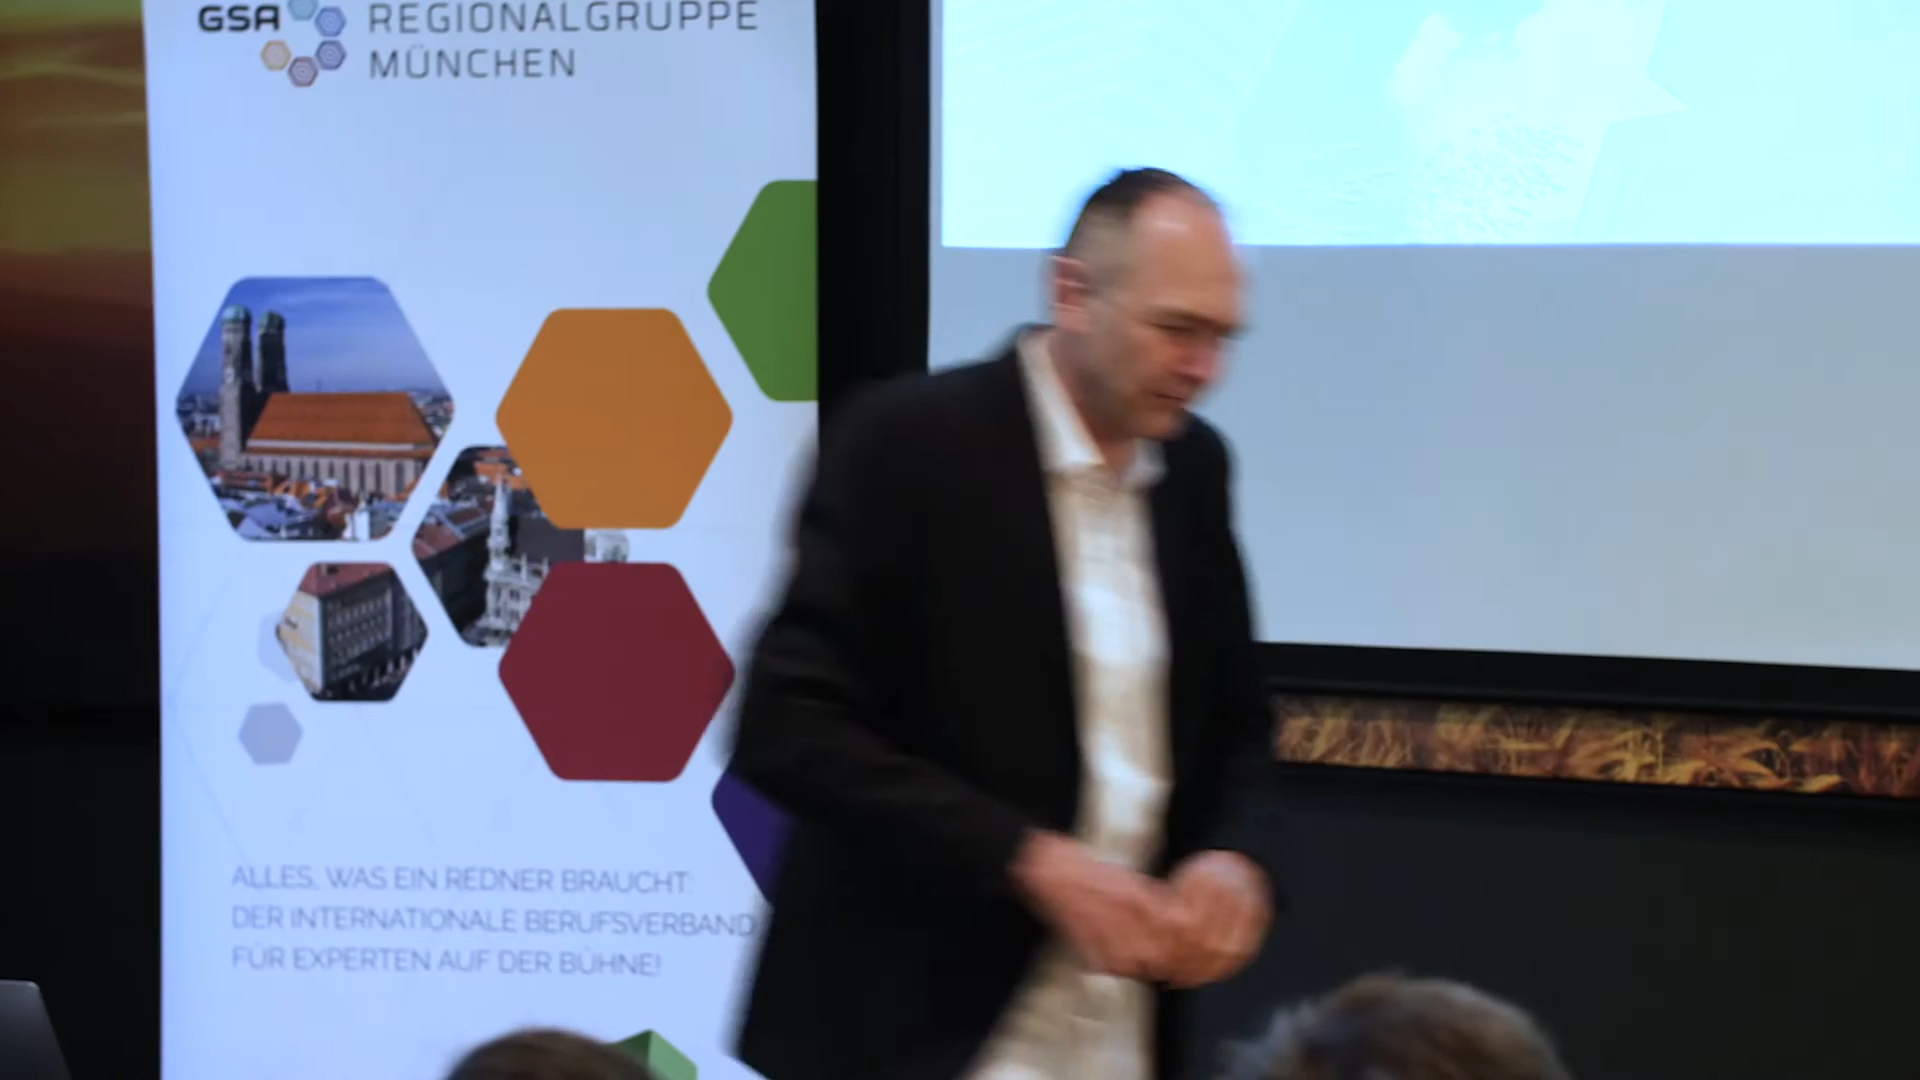 GSA REGIONALGRUPPE
MÜNCHEN
ALLES, WAS EIN REDNER BRAUCHT:
DER INTERNATIONALE BERUFSVERBAND
FÜR EXPERTEN AUF DER BÜHNE!